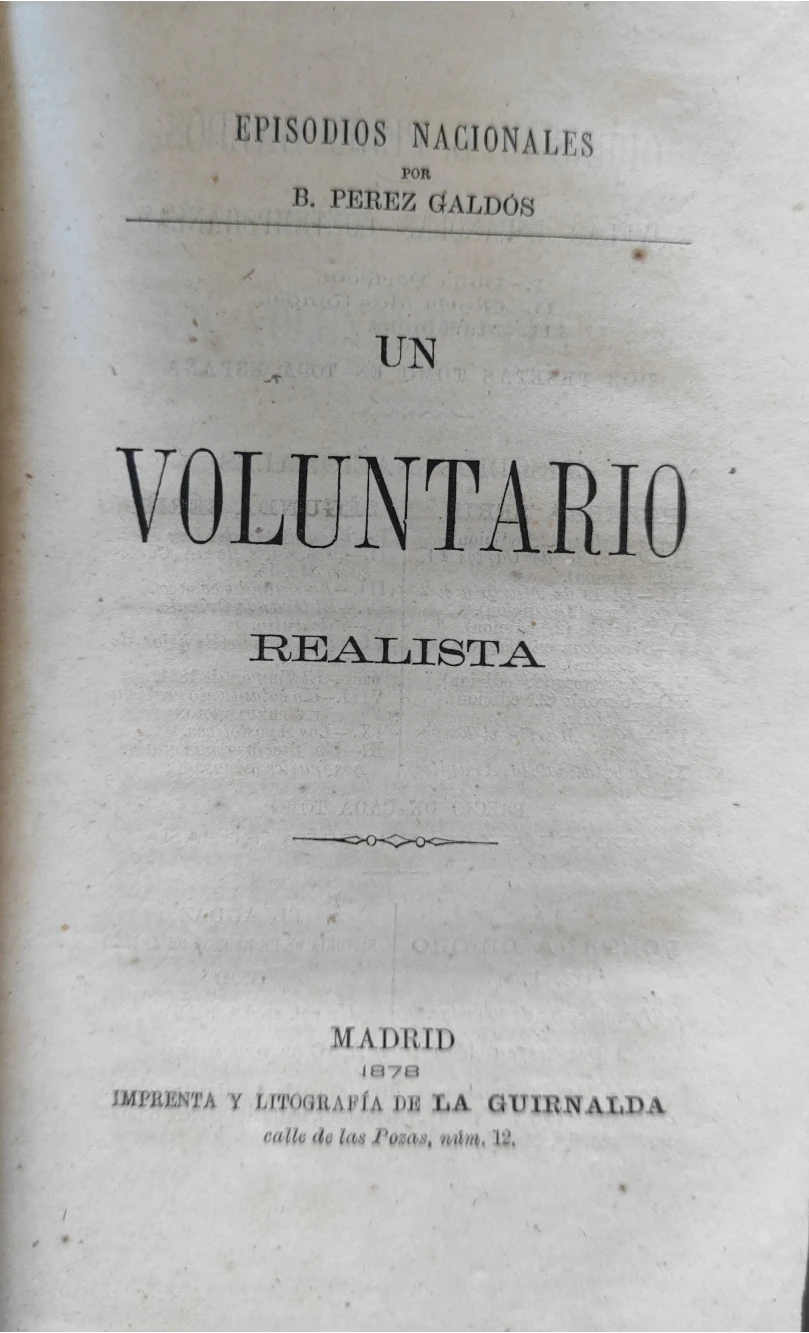 EPISODIOS NACIONALES
POR
B. PEREZ GALDÓS
UN
VOLUNTARIO
REALISTA
MADRID
1878
IMPRENTA Y LITOGRAFÍA DE LA GUIRNALDA
calle de las Pozas, núm. 12.